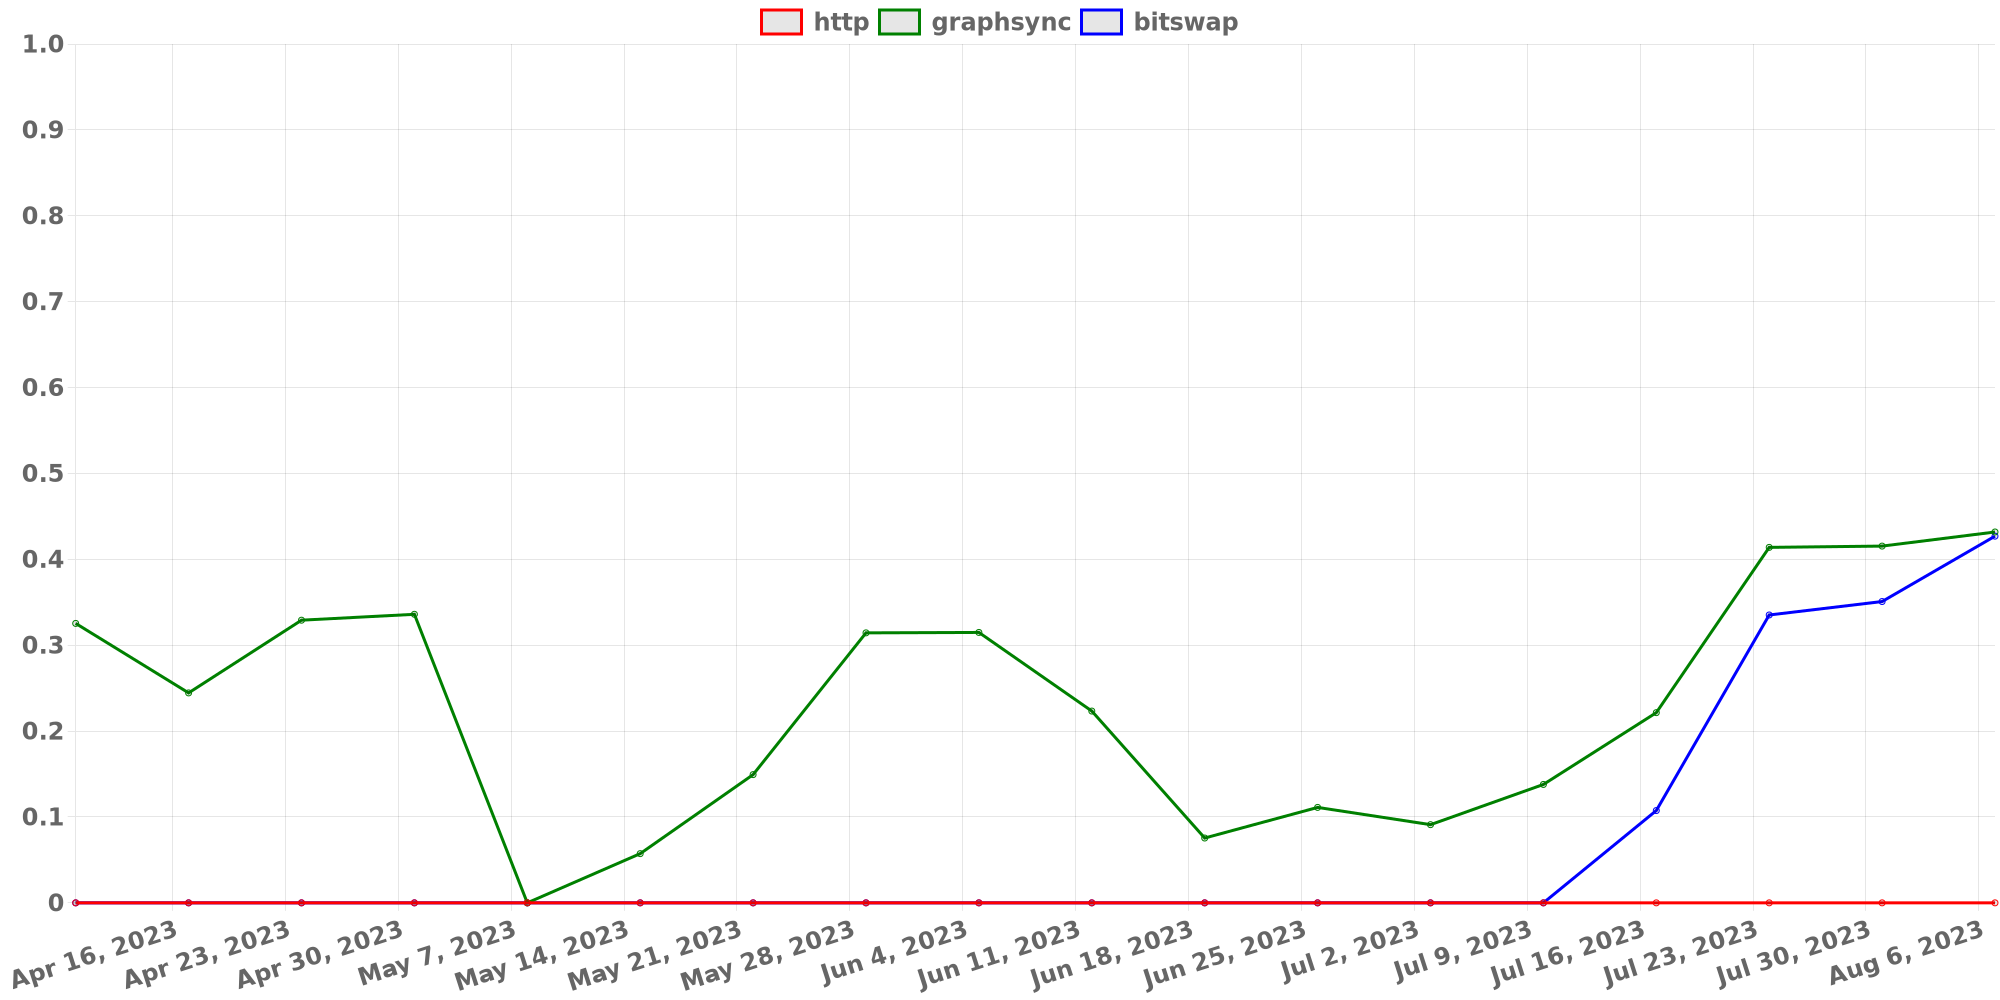 http graphsync bitswap
1.0
0.9
0.8
0.7
0.6
0.5
0.4
0.3
0.2
0.1
0
Apr 16, 2023
Apr 23, 2023
Apr 30, 2023
May 7, 2023
May 14, 2023
May 21, 2023
May 28, 2023
Jun 4, 2023
Jun 11, 2023
Jun 18, 2023
Jun 25, 2023
Jul 2, 2023
Jul 9, 2023
Jul 16, 2023
Jul 23, 2023
Jul 30, 2023
Aug 6, 2023